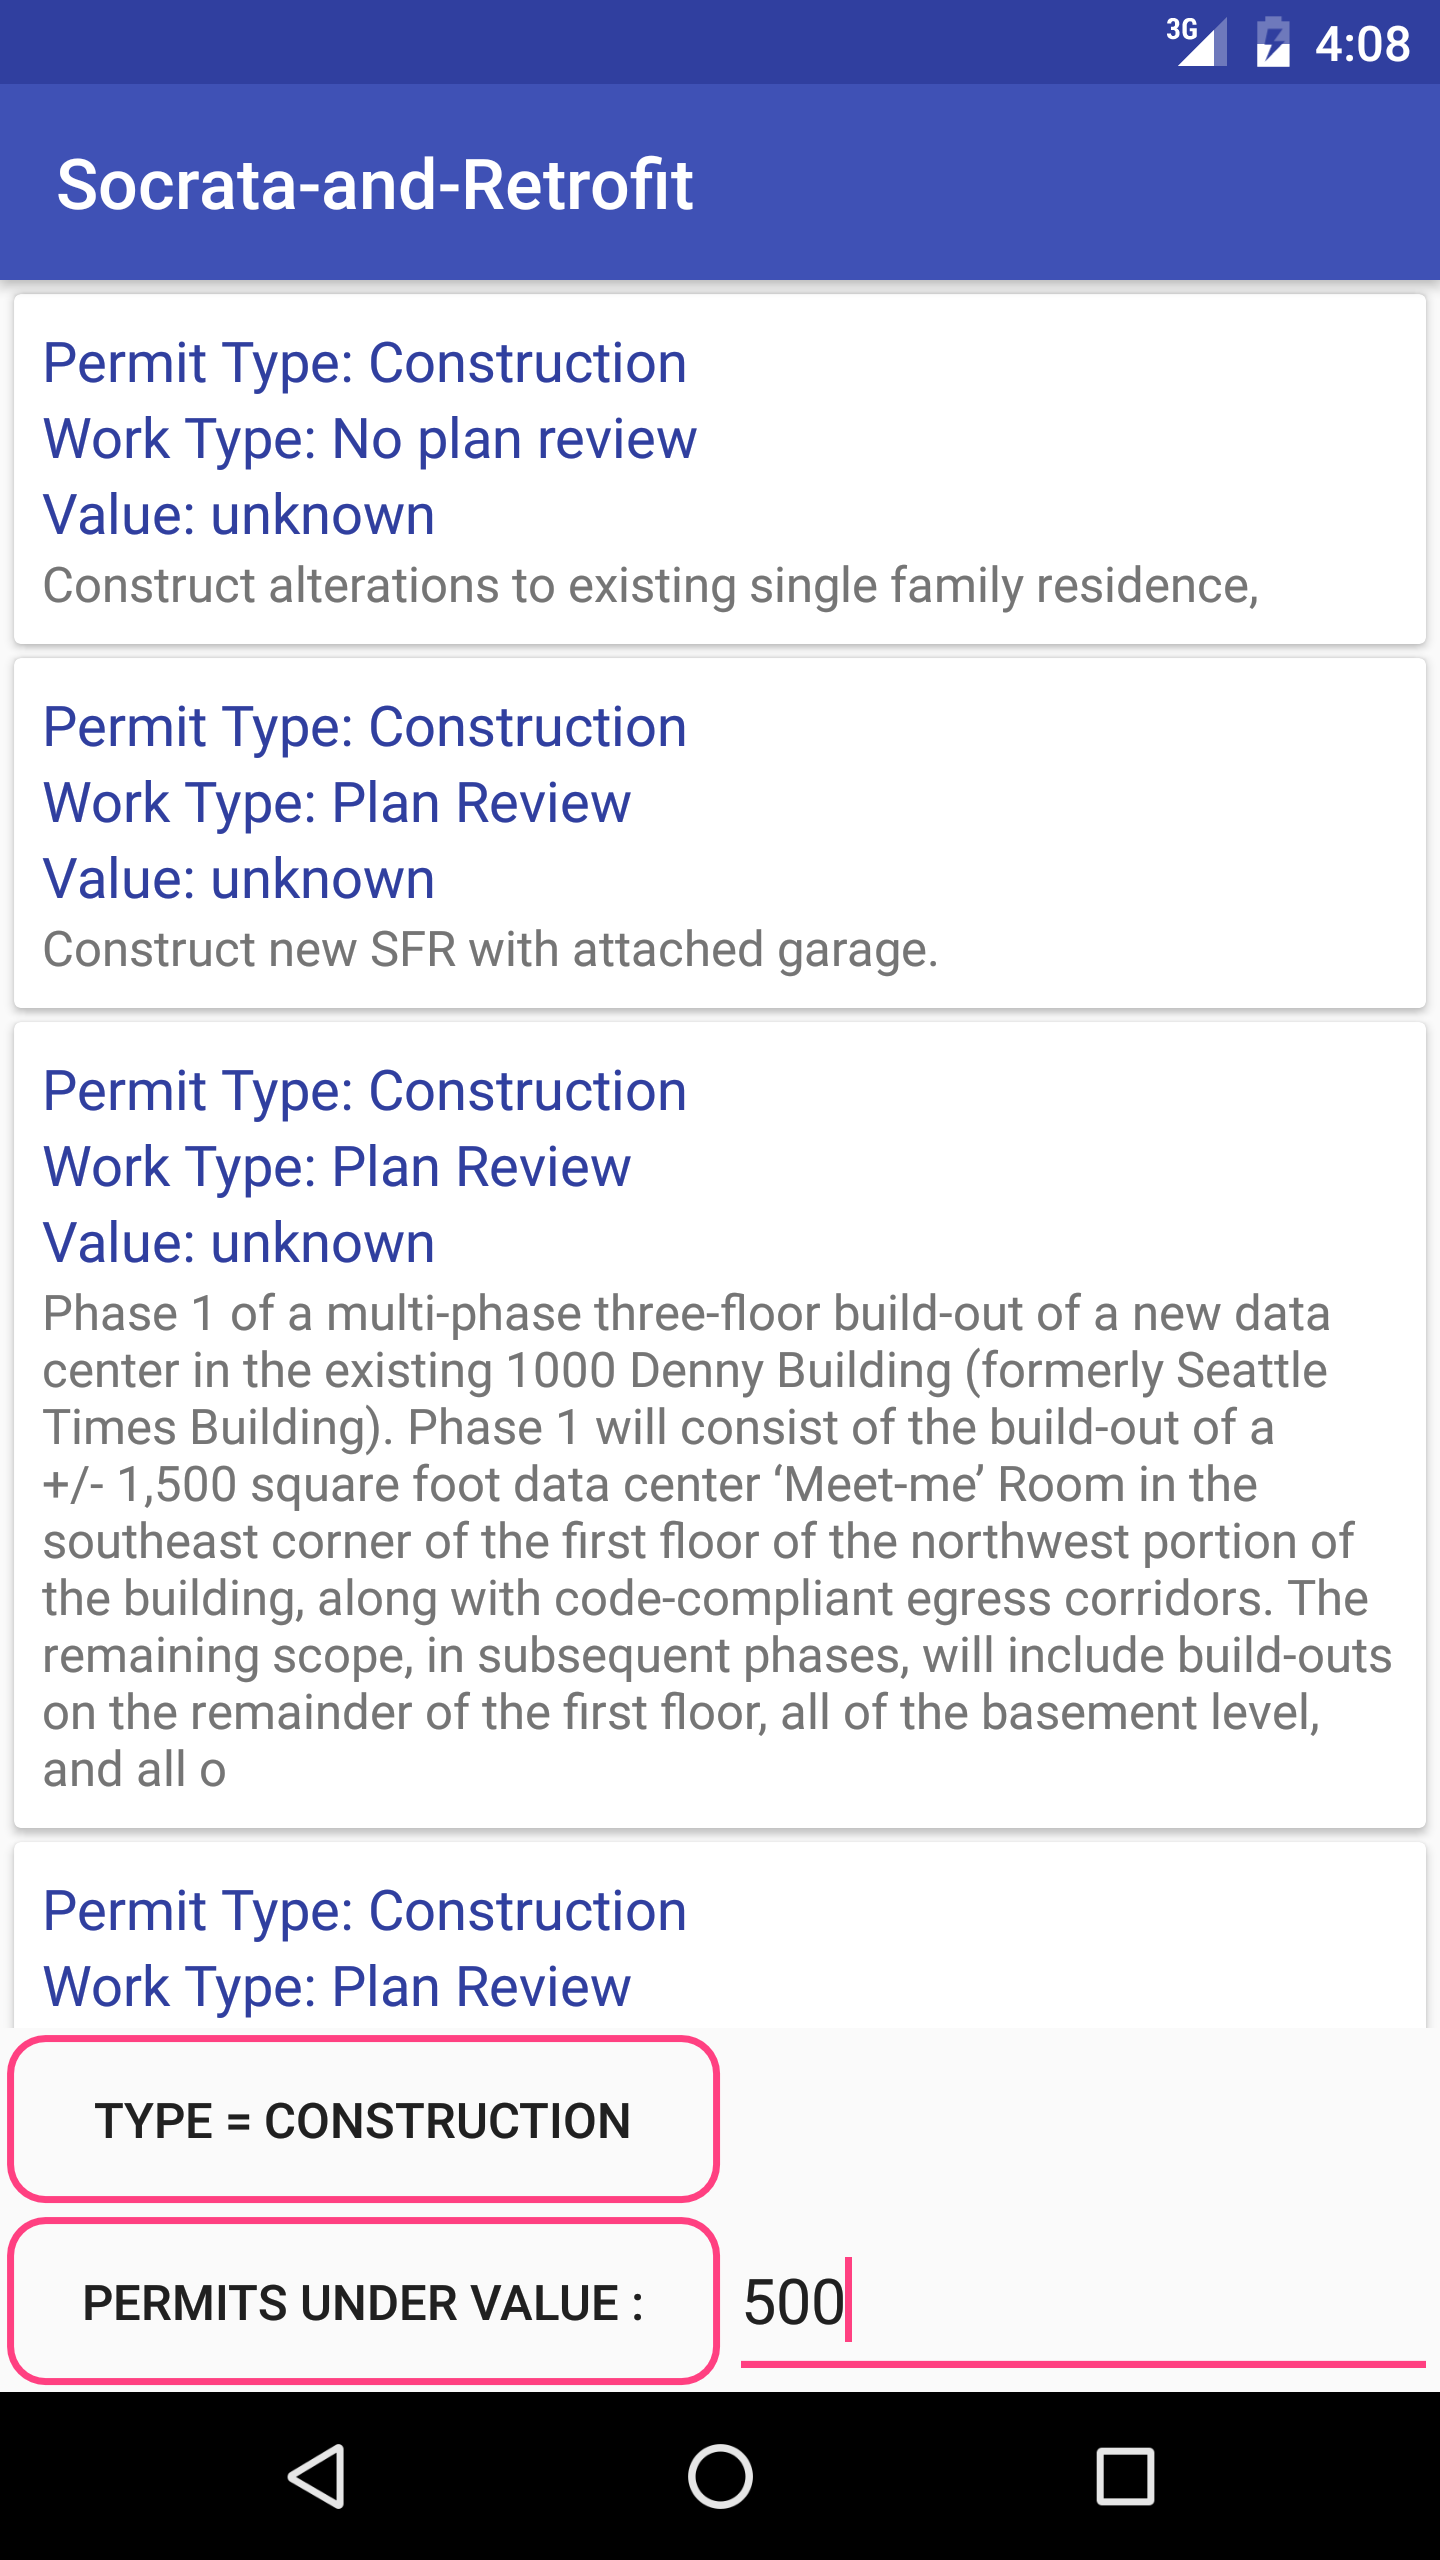 3G 4:08
Socrata-and-Retrofit
Permit Type: Construction
Work Type: No plan review
Value: unknown
Construct alterations to existing single family residence,
Permit Type: Construction
Work Type: Plan Review
Value: unknown
Construct new SFR with attached garage.
Permit Type: Construction
Work Type: Plan Review
Value: unknown
Phase 1 of a multi-phase three-floor build-out of a new data
center in the existing 1000 Denny Building (formerly Seattle
Times Building). Phase 1 will consist of the build-out of a
+/- 1,500 square foot data center ‘Meet-me’ Room in the
southeast corner of the first floor of the northwest portion of
the building, along with code-compliant egress corridors. The
remaining scope, in subsequent phases, will include build-outs
on the remainder of the first floor, all of the basement level,
and all o
Permit Type: Construction
Work Type: Plan Review
TYPE = CONSTRUCTION
PERMITS UNDER VALUE : 500